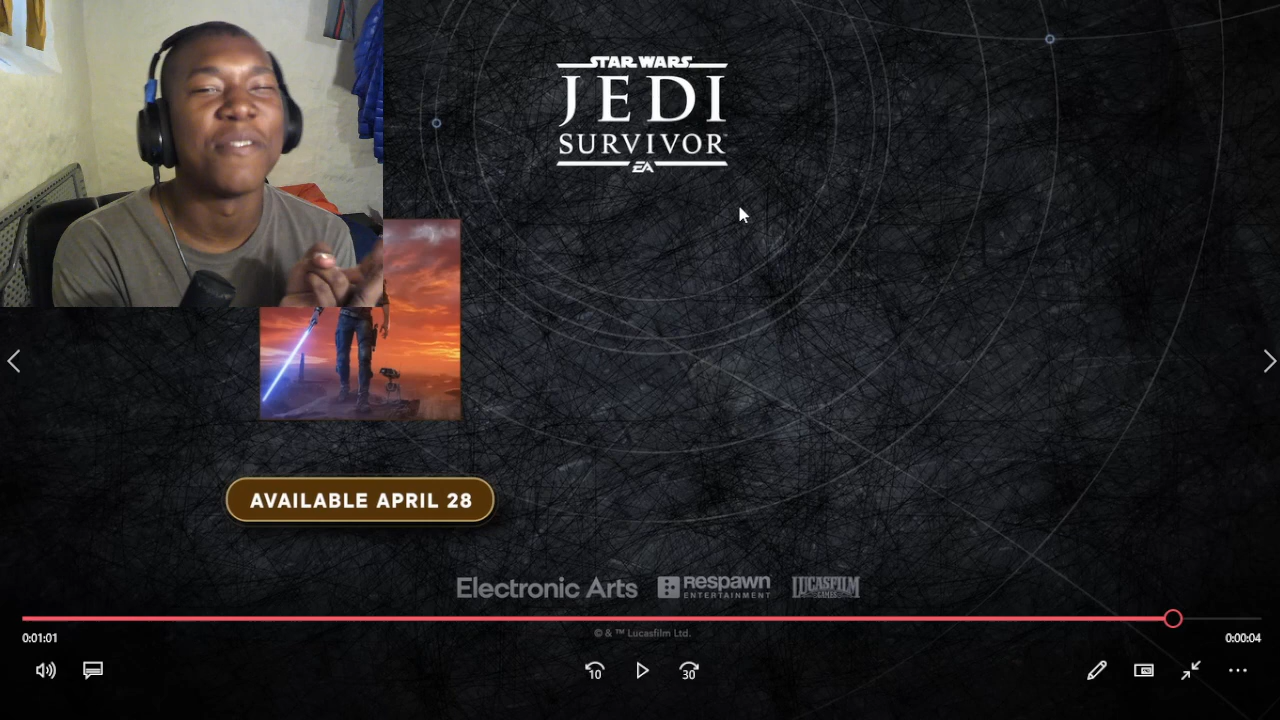 STAR WARS
JEDI
SURVIVOR
EA
AVAILABLE APRIL 28
Electronic Arts
RESPAWN
ENTERTAINMENT
LUCASFILM
GAMES
© & ™ Lucasfilm Ltd.
0:01:01
0:00:04
10
30